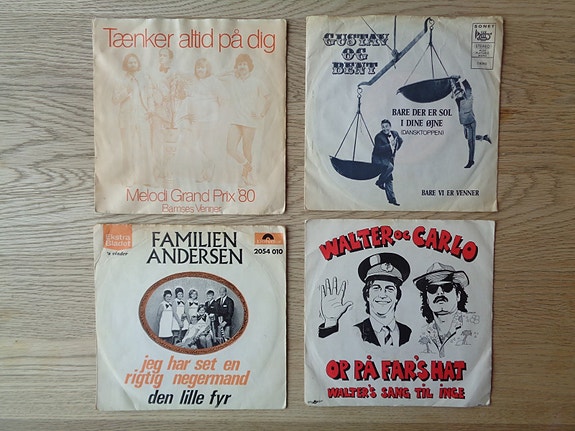 Tænker altid på dig
Melodi Grand Prix '80
Bamses Venner
GUSTAV
OG
BENT
SONET
STEREO
BARE DER ER SOL
I DINE ØJNE
(DANSKTOPPEN)
BARE VI ER VENNER
Ekstra
Bladet
's vinder
FAMILIEN
ANDERSEN
2054 010
jeg har set en
rigtig negermand
den lille fyr
WALTER OG CARLO
OP PÅ FAR'S HAT
WALTER'S SANG TIL INGE